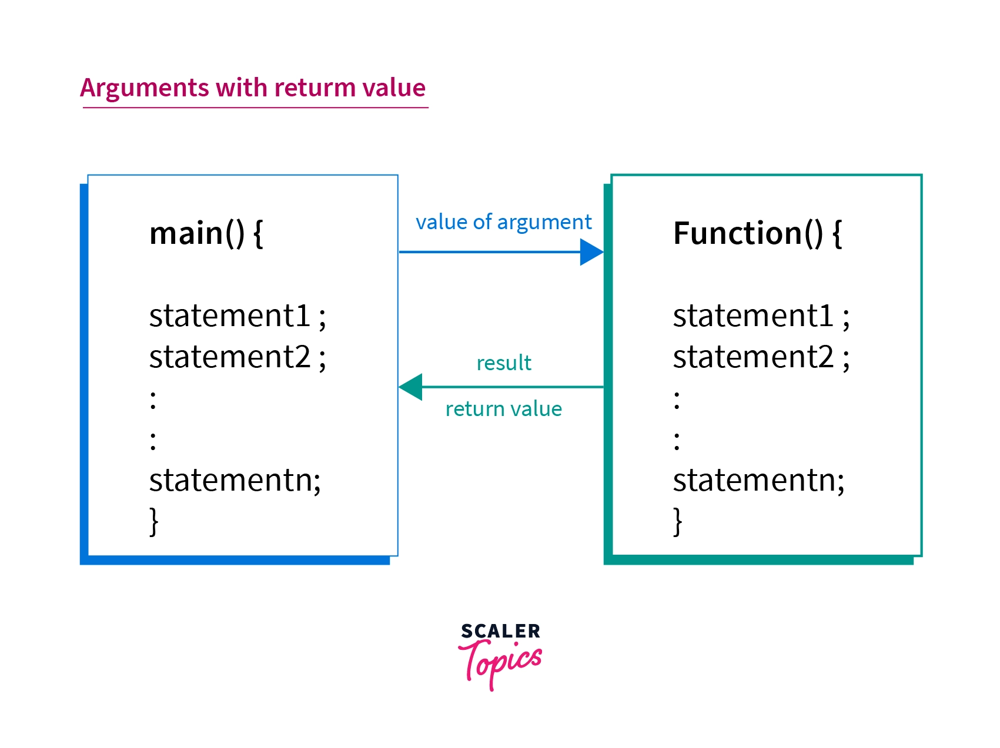 Arguments with returm value
main() {
statement1 ;
statement2 ;
:
:
statementn;
}
value of argument
result
return value
Function() {
statement1 ;
statement2 ;
:
:
statementn;
}
SCALER
Topics